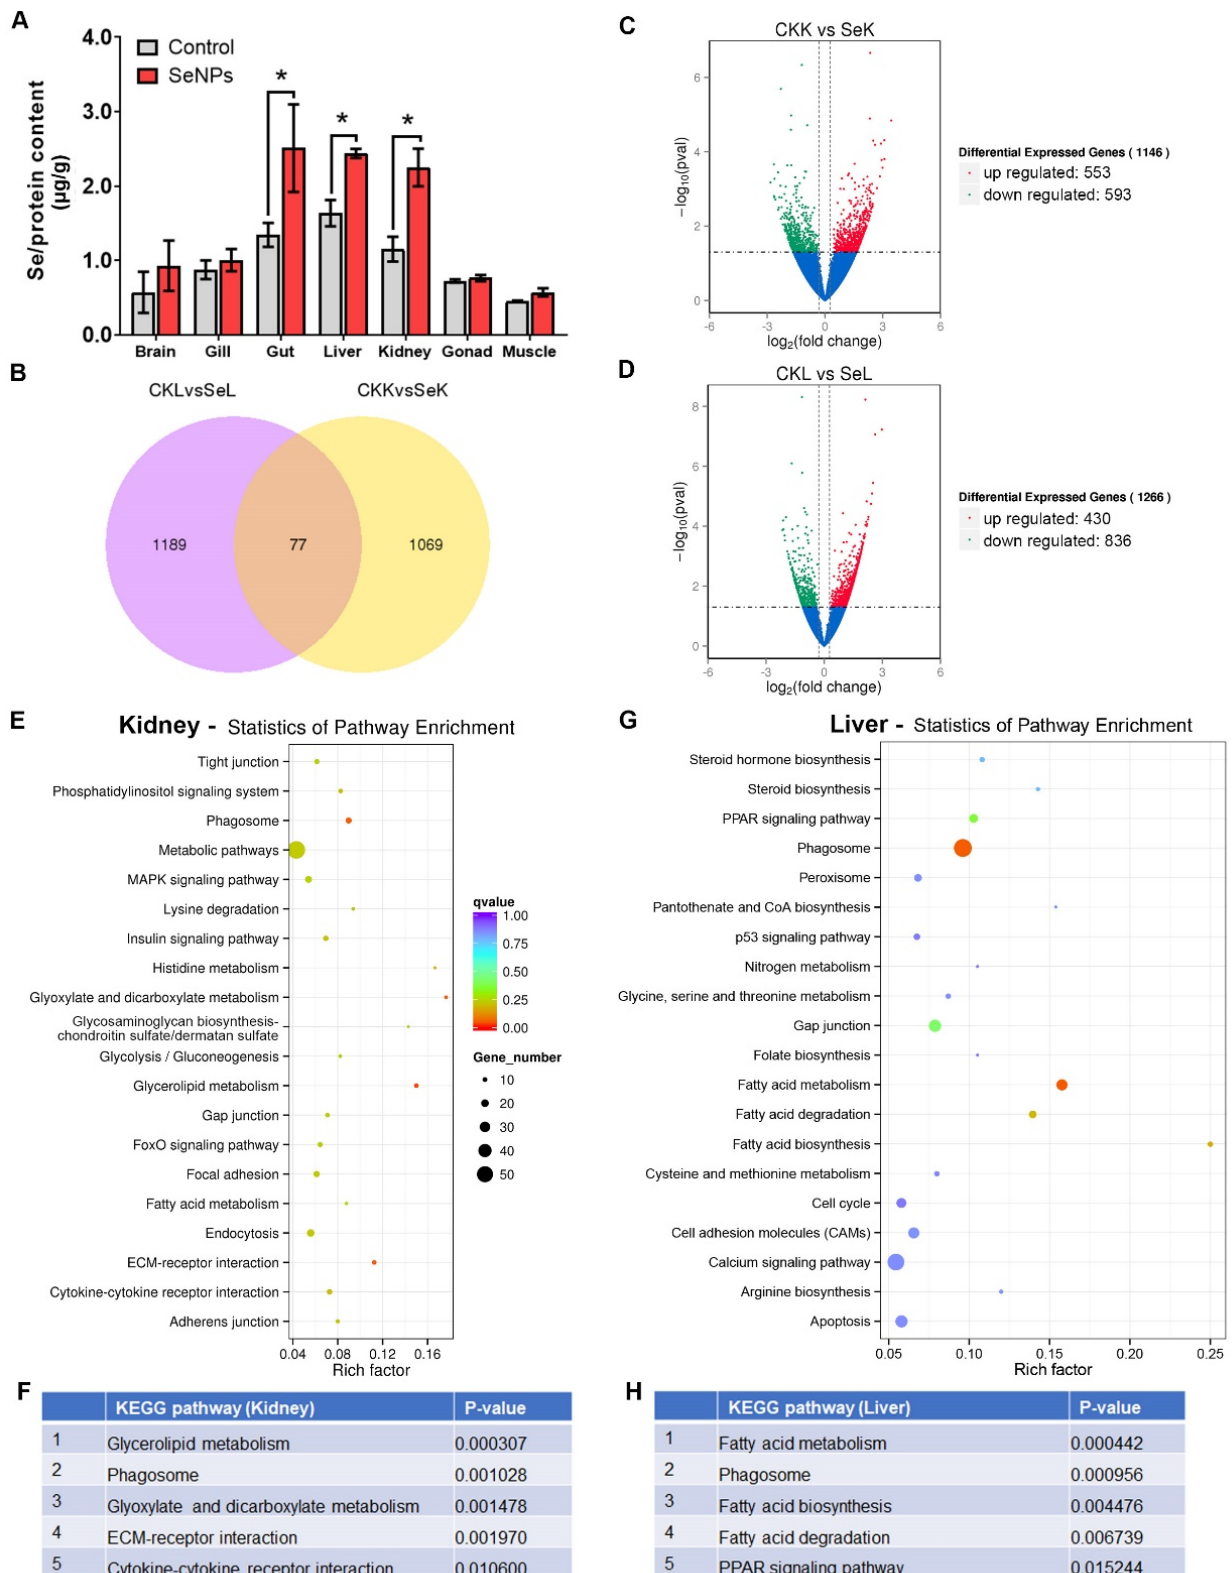 A
4.0
3.0
2.0
1.0
0.0
Se/protein content
(μg/g)
Control
SeNPs
*
*
*
Brain Gill Gut Liver Kidney Gonad Muscle
B
CKLvsSeL CKKvsSeK
1189 77 1069
C
CKK vs SeK
−log10(pval)
6
4
2
0
-6 -3 0 3 6
log2(fold change)
Differential Expressed Genes ( 1146 )
up regulated: 553
down regulated: 593
D
CKL vs SeL
−log10(pval)
8
6
4
2
0
-6 -3 0 3 6
log2(fold change)
Differential Expressed Genes ( 1266 )
up regulated: 430
down regulated: 836
E
Kidney - Statistics of Pathway Enrichment
Tight junction
Phosphatidylinositol signaling system
Phagosome
Metabolic pathways
MAPK signaling pathway
Lysine degradation
Insulin signaling pathway
Histidine metabolism
Glyoxylate and dicarboxylate metabolism
Glycosaminoglycan biosynthesis-
chondroitin sulfate/dermatan sulfate
Glycolysis / Gluconeogenesis
Glycerolipid metabolism
Gap junction
FoxO signaling pathway
Focal adhesion
Fatty acid metabolism
Endocytosis
ECM-receptor interaction
Cytokine-cytokine receptor interaction
Adherens junction
0.04 0.08 0.12 0.16
Rich factor
qvalue
1.00
0.75
0.50
0.25
0.00
Gene_number
10
20
30
40
50
G
Liver - Statistics of Pathway Enrichment
Steroid hormone biosynthesis
Steroid biosynthesis
PPAR signaling pathway
Phagosome
Peroxisome
Pantothenate and CoA biosynthesis
p53 signaling pathway
Nitrogen metabolism
Glycine, serine and threonine metabolism
Gap junction
Folate biosynthesis
Fatty acid metabolism
Fatty acid degradation
Fatty acid biosynthesis
Cysteine and methionine metabolism
Cell cycle
Cell adhesion molecules (CAMs)
Calcium signaling pathway
Arginine biosynthesis
Apoptosis
0.05 0.10 0.15 0.20 0.25
Rich factor
F
KEGG pathway (Kidney) P-value
1 Glycerolipid metabolism 0.000307
2 Phagosome 0.001028
3 Glyoxylate and dicarboxylate metabolism 0.001478
4 ECM-receptor interaction 0.001970
5 Cytokine-cytokine receptor interaction 0.010600
H
KEGG pathway (Liver) P-value
1 Fatty acid metabolism 0.000442
2 Phagosome 0.000956
3 Fatty acid biosynthesis 0.004476
4 Fatty acid degradation 0.006739
5 PPAR signaling pathway 0.015244